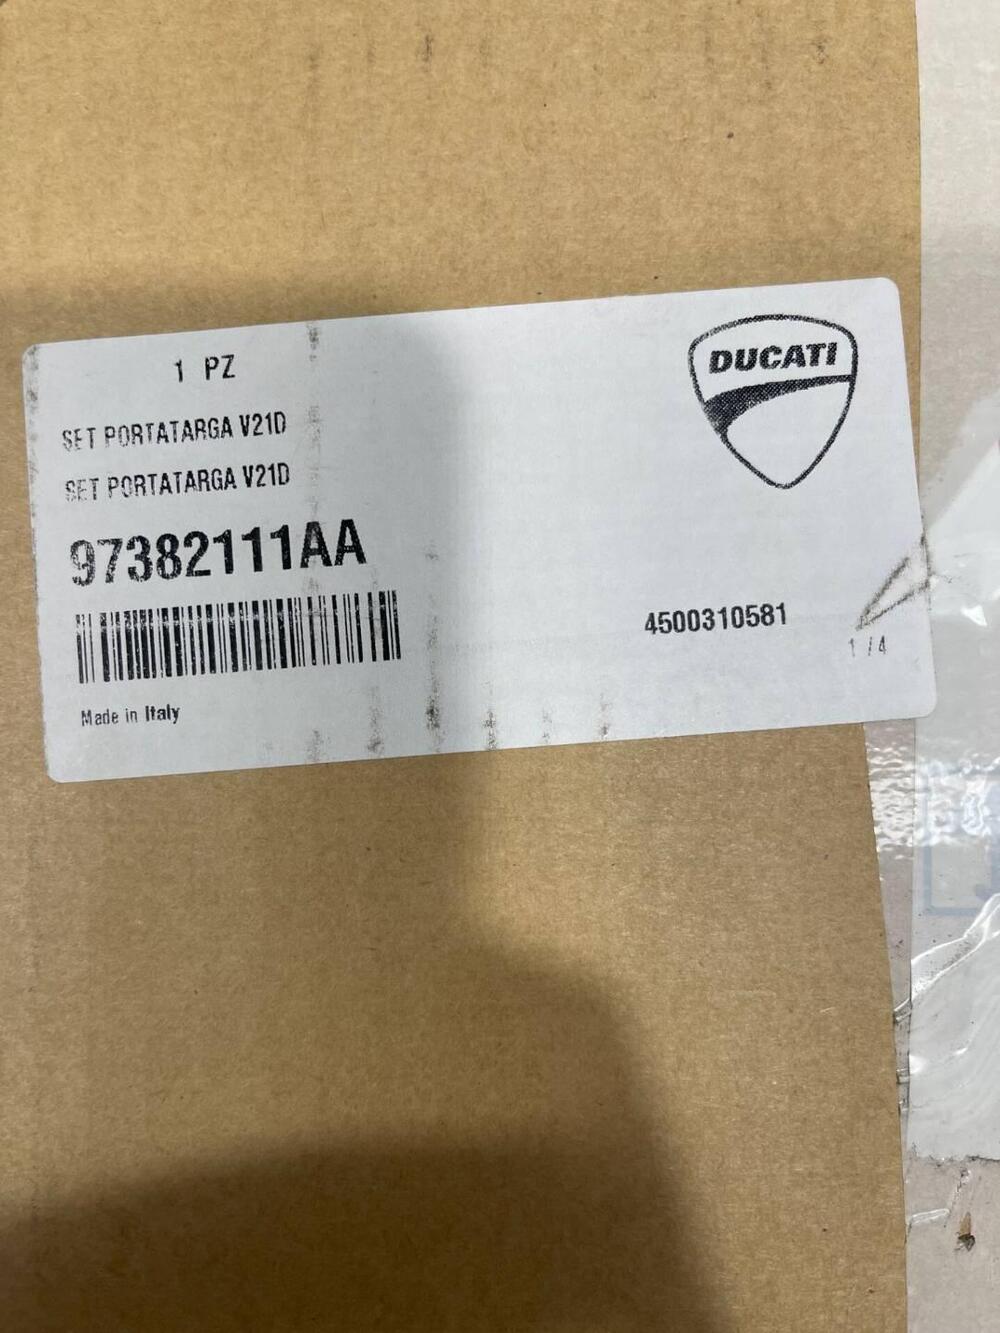 1 PZ
DUCATI
SET PORTATARGA V21D
SET PORTATARGA V21D
97382111AA
4500310581
1 / 4
Made in Italy